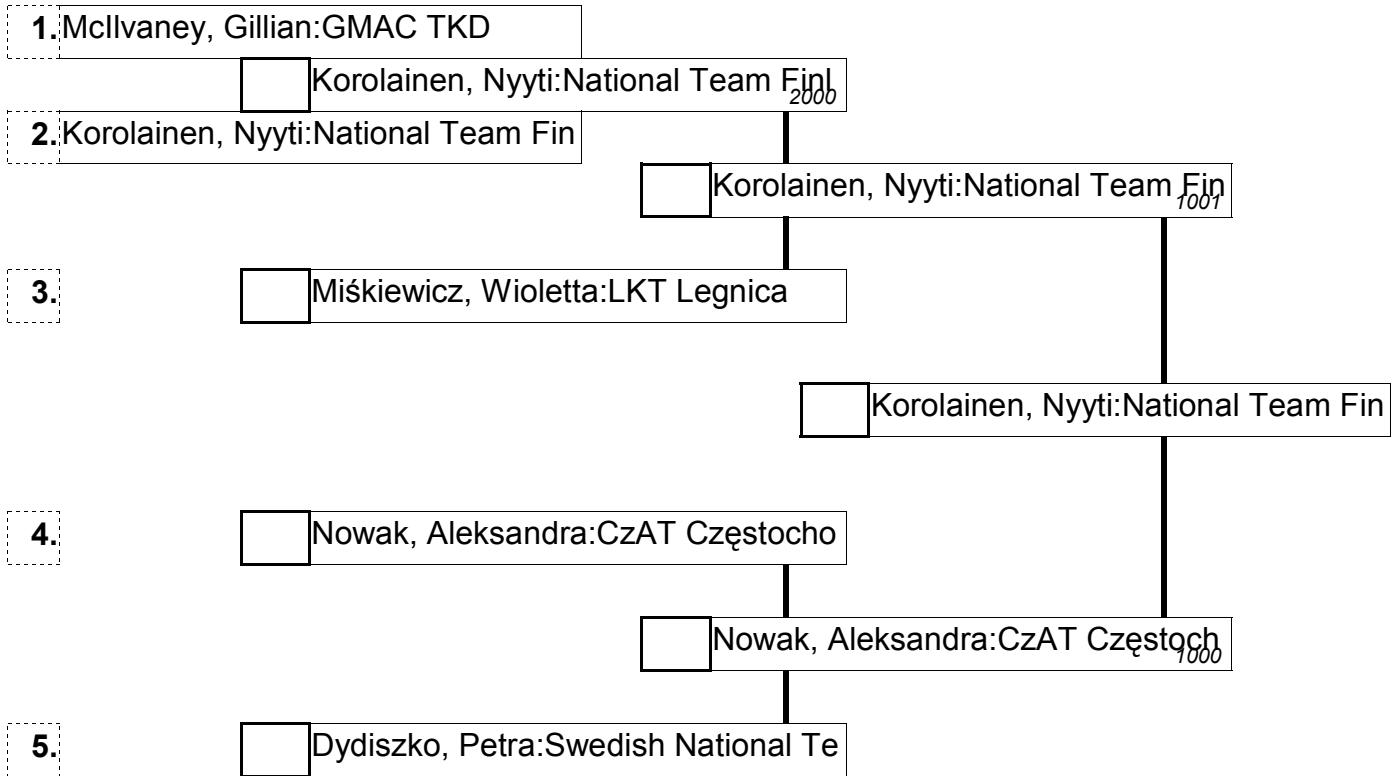 1. McIlvaney, Gillian:GMAC TKD
Korolainen, Nyyti:National Team Finl
2000
2. Korolainen, Nyyti:National Team Fin
Korolainen, Nyyti:National Team Fin
1001
3. Miśkiewicz, Wioletta:LKT Legnica
Korolainen, Nyyti:National Team Fin
4. Nowak, Aleksandra:CzAT Częstocho
Nowak, Aleksandra:CzAT Częstoch
1000
5. Dydiszko, Petra:Swedish National Te